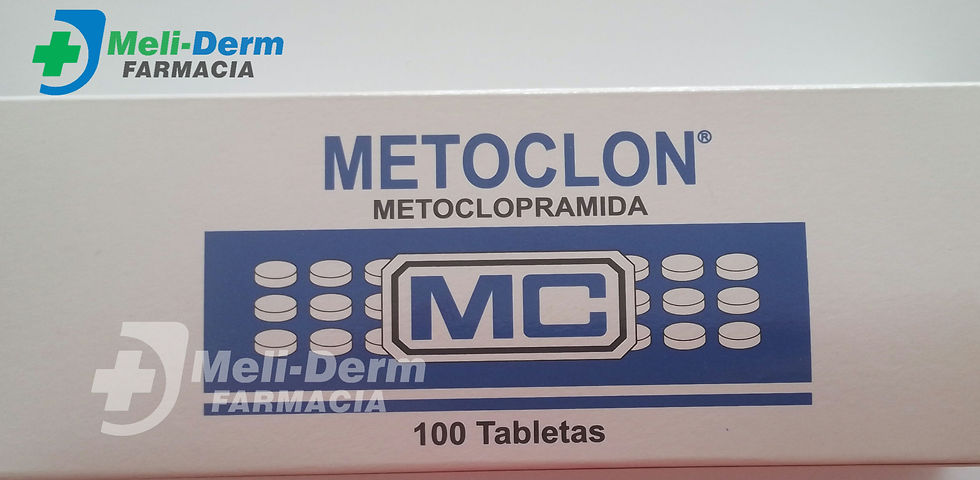 Meli-Derm
FARMACIA
METOCLON®
METOCLOPRAMIDA
MC
Meli-Derm
FARMACIA
100 Tabletas